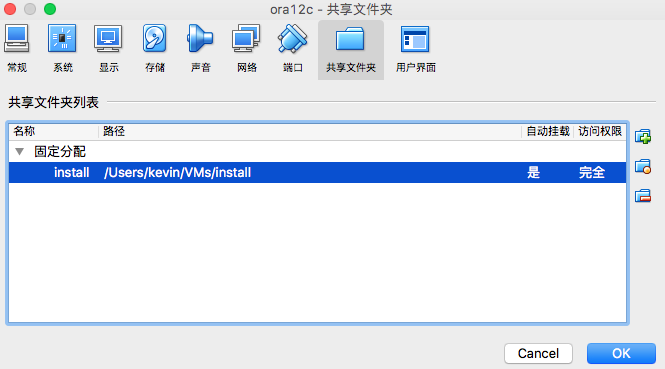 ora12c - 共享文件夹
常规 系统 显示 存储 声音 网络 端口 共享文件夹 用户界面
共享文件夹列表
名称 路径 自动挂载 访问权限
固定分配
install /Users/kevin/VMs/install 是 完全
Cancel OK